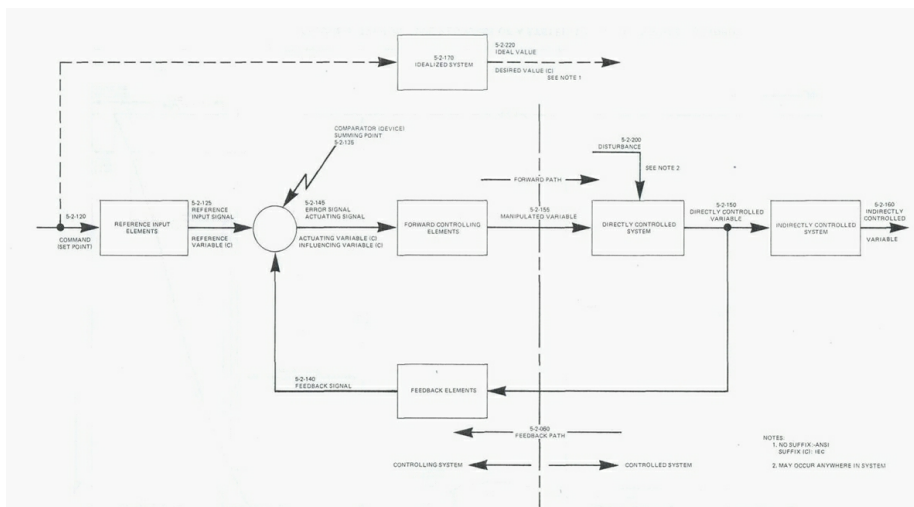 5-2-170
IDEALIZED SYSTEM
5-2-220
IDEAL VALUE
DESIRED VALUE (C)
SEE NOTE 1
COMPARATOR (DEVICE)
SUMMING POINT
5-2-135
5-2-200
DISTURBANCE
SEE NOTE 2
FORWARD PATH
5-2-120
COMMAND
(SET POINT)
REFERENCE INPUT
ELEMENTS
5-2-125
REFERENCE
INPUT SIGNAL
REFERENCE
VARIABLE (C)
5-2-145
ERROR SIGNAL
ACTUATING SIGNAL
ACTUATING VARIABLE (C)
INFLUENCING VARIABLE (C)
FORWARD CONTROLLING
ELEMENTS
5-2-155
MANIPULATED VARIABLE
DIRECTLY CONTROLLED
SYSTEM
5-2-150
DIRECTLY CONTROLLED
VARIABLE
INDIRECTLY CONTROLLED
SYSTEM
5-2-160
INDIRECTLY
CONTROLLED
VARIABLE
5-2-140
FEEDBACK SIGNAL
FEEDBACK ELEMENTS
5-2-060
FEEDBACK PATH
CONTROLLING SYSTEM
CONTROLLED SYSTEM
NOTES:
1. NO SUFFIX:-ANSI
SUFFIX (C): IEC
2. MAY OCCUR ANYWHERE IN SYSTEM